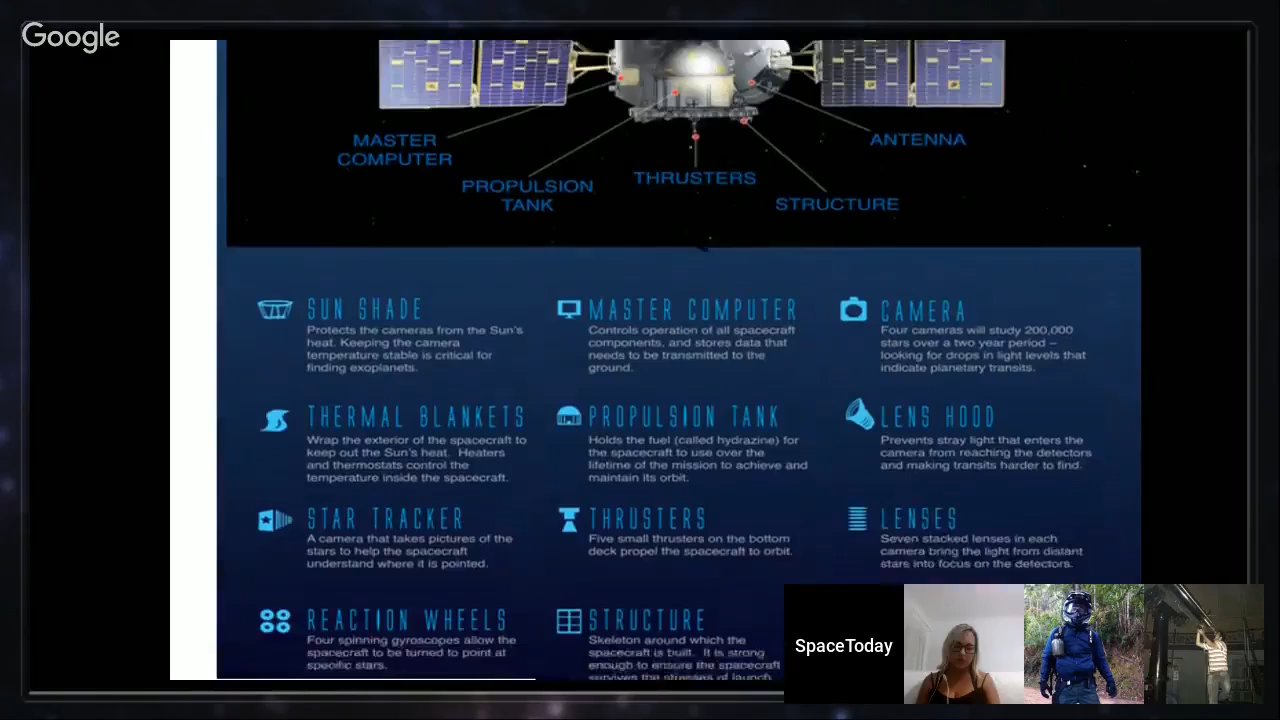 Google
MASTER
COMPUTER
PROPULSION
TANK
THRUSTERS
STRUCTURE
ANTENNA
SUN SHADE
Protects the cameras from the Sun's
heat. Keeping the camera
temperature stable is critical for
finding exoplanets.
MASTER COMPUTER
Controls operation of all spacecraft
components, and stores data that
needs to be transmitted to the
ground.
CAMERA
Four cameras will study 200,000
stars over a two year period –
looking for drops in light levels that
indicate planetary transits.
THERMAL BLANKETS
Wrap the exterior of the spacecraft to
keep out the Sun's heat. Heaters
and thermostats control the
temperature inside the spacecraft.
PROPULSION TANK
Holds the fuel (called hydrazine) for
the spacecraft to use over the
lifetime of the mission to achieve and
maintain its orbit.
LENS HOOD
Prevents stray light that enters the
camera from reaching the detectors
and making transits harder to find.
STAR TRACKER
A camera that takes pictures of the
stars to help the spacecraft
understand where it is pointed.
THRUSTERS
Five small thrusters on the bottom
deck propel the spacecraft to orbit.
LENSES
Seven stacked lenses in each
camera bring the light from distant
stars into focus on the detectors.
REACTION WHEELS
Four spinning gyroscopes allow the
spacecraft to be turned to point at
specific stars.
STRUCTURE
Skeleton around which the
spacecraft is built. It is strong
enough to ensure the spacecraft
survives the stresses of launch
SpaceToday